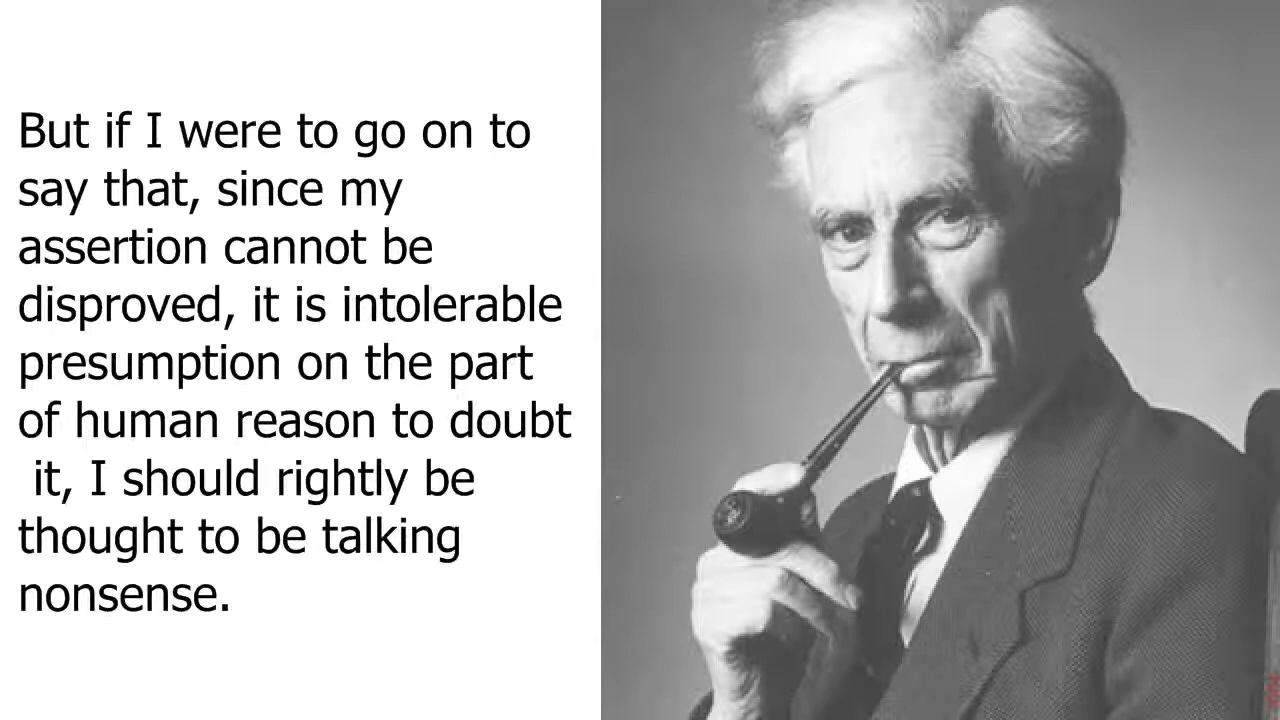 But if I were to go on to
say that, since my
assertion cannot be
disproved, it is intolerable
presumption on the part
of human reason to doubt
it, I should rightly be
thought to be talking
nonsense.